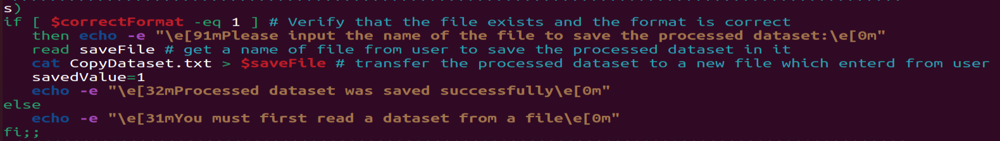 s)
if [ $correctFormat -eq 1 ] # Verify that the file exists and the format is correct
then echo -e "\e[91mPlease input the name of the file to save the processed dataset:\e[0m"
read saveFile # get a name of file from user to save the processed dataset in it
cat CopyDataset.txt > $saveFile # transfer the processed dataset to a new file which enterd from user
savedValue=1
echo -e "\e[32mProcessed dataset was saved successfully\e[0m"
else
echo -e "\e[31mYou must first read a dataset from a file\e[0m"
fi;;